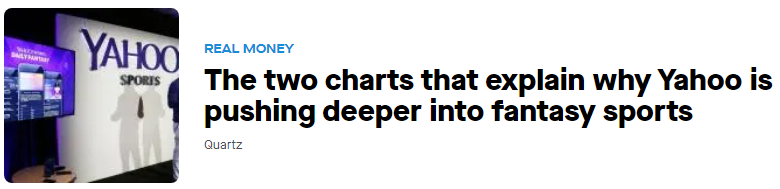 DAILY FANTASY
YAHOO
SPORTS
REAL MONEY
The two charts that explain why Yahoo is
pushing deeper into fantasy sports
Quartz